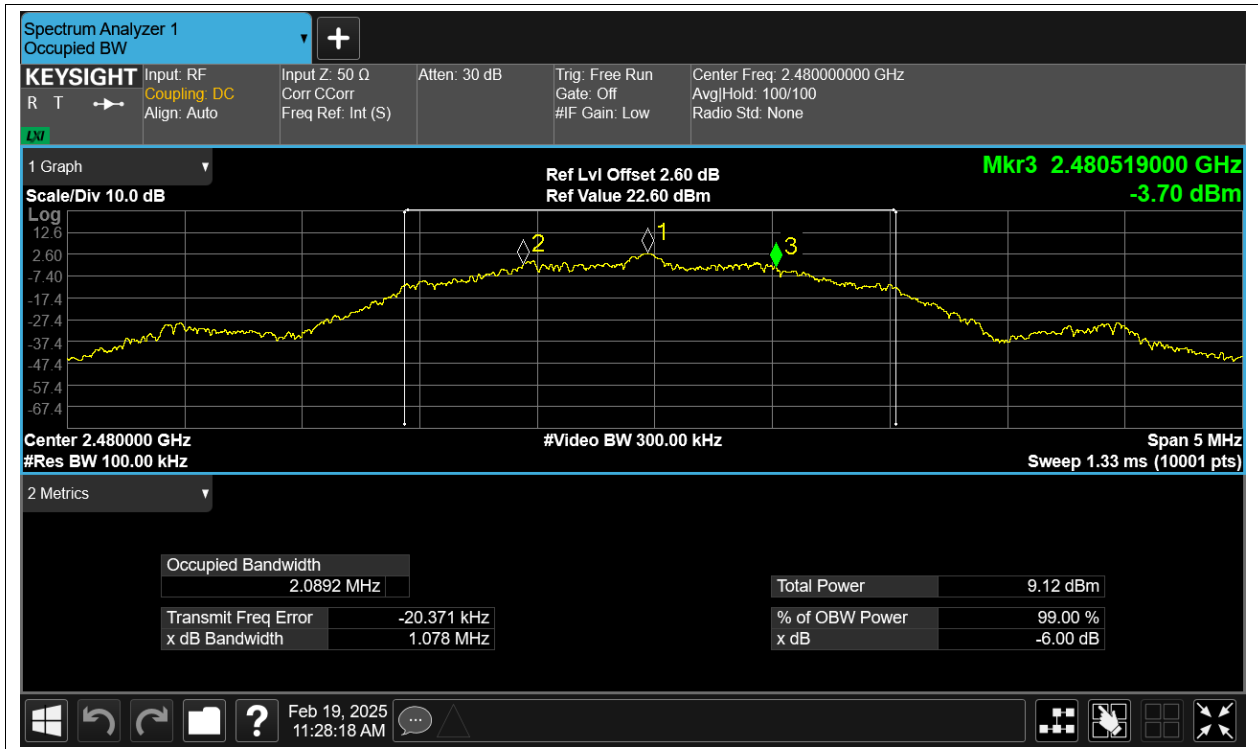 Spectrum Analyzer 1
Occupied BW
KEYSIGHT
R T
LXI
Input: RF
Coupling: DC
Align: Auto
Input Z: 50 Ω
Corr CCorr
Freq Ref: Int (S)
Atten: 30 dB
Trig: Free Run
Gate: Off
#IF Gain: Low
Center Freq: 2.480000000 GHz
Avg|Hold: 100/100
Radio Std: None
1 Graph
Scale/Div 10.0 dB
Ref Lvl Offset 2.60 dB
Ref Value 22.60 dBm
Mkr3 2.480519000 GHz
-3.70 dBm
Log
12.6
2.60
-7.40
-17.4
-27.4
-37.4
-47.4
-57.4
-67.4
2
1
3
Center 2.480000 GHz
#Video BW 300.00 kHz
Span 5 MHz
#Res BW 100.00 kHz
Sweep 1.33 ms (10001 pts)
2 Metrics
Occupied Bandwidth
2.0892 MHz
Total Power 9.12 dBm
Transmit Freq Error -20.371 kHz
% of OBW Power 99.00 %
x dB Bandwidth 1.078 MHz
x dB -6.00 dB
?
Feb 19, 2025
11:28:18 AM